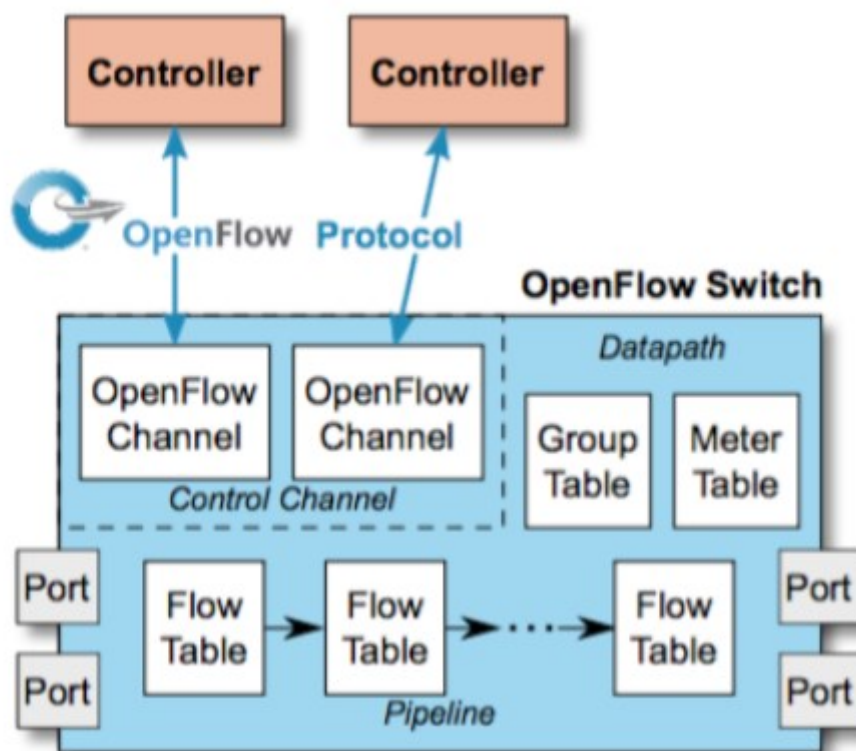 Controller
Controller
OpenFlow Protocol
OpenFlow Switch
Datapath
OpenFlow
Channel
OpenFlow
Channel
Control Channel
Group
Table
Meter
Table
Port
Port
Flow
Table
Flow
Table
...
Flow
Table
Port
Port
Pipeline